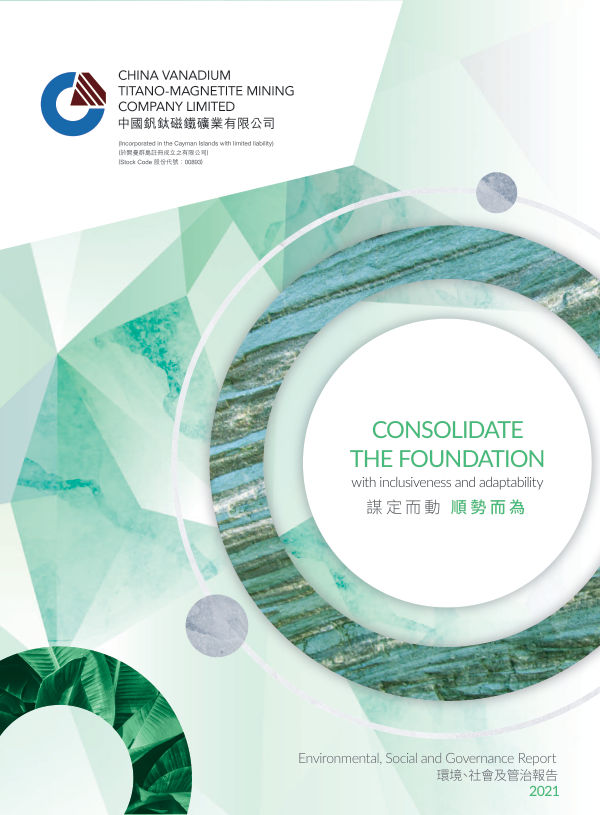 CHINA VANADIUM
TITANO-MAGNETITE MINING
COMPANY LIMITED
中國釩鈦磁鐵礦業有限公司
(Incorporated in the Cayman Islands with limited liability)
(於開曼群島註冊成立之有限公司)
(Stock Code 股份代號：00893)
CONSOLIDATE
THE FOUNDATION
with inclusiveness and adaptability
謀定而動 順勢而為
Environmental, Social and Governance Report
環境、社會及管治報告
2021